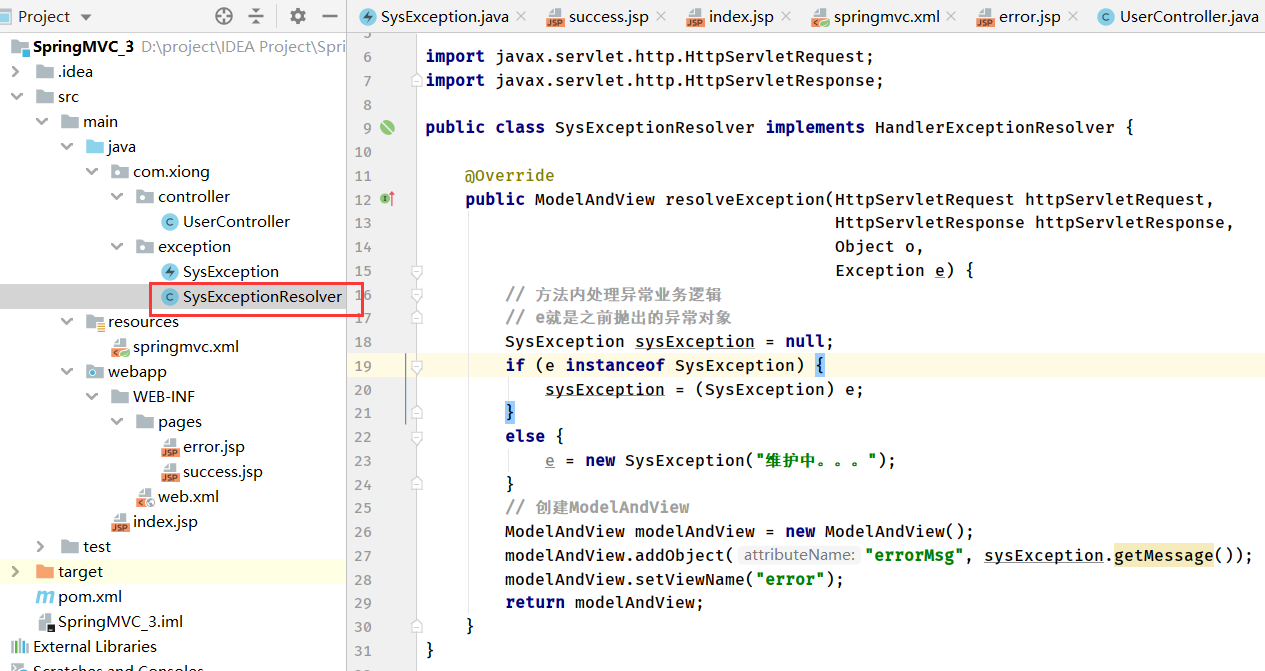 Project
SysException.java
success.jsp
index.jsp
springmvc.xml
error.jsp
UserController.java
SpringMVC_3 D:\project\IDEA Project\Spri
.idea
src
main
java
com.xiong
controller
UserController
exception
SysException
SysExceptionResolver
resources
springmvc.xml
webapp
WEB-INF
pages
error.jsp
success.jsp
web.xml
index.jsp
test
target
pom.xml
SpringMVC_3.iml
External Libraries
Scratches and Consoles
5
6 import javax.servlet.http.HttpServletRequest;
7 import javax.servlet.http.HttpServletResponse;
8
9 public class SysExceptionResolver implements HandlerExceptionResolver {
10
11 @Override
12 public ModelAndView resolveException(HttpServletRequest httpServletRequest,
13 HttpServletResponse httpServletResponse,
14 Object o,
15 Exception e) {
16 // 方法内处理异常业务逻辑
17 // e就是之前抛出的异常对象
18 SysException sysException = null;
19 if (e instanceof SysException) {
20 sysException = (SysException) e;
21 }
22 else {
23 e = new SysException("维护中。。。");
24 }
25 // 创建ModelAndView
26 ModelAndView modelAndView = new ModelAndView();
27 modelAndView.addObject( attributeName: "errorMsg", sysException.getMessage());
28 modelAndView.setViewName("error");
29 return modelAndView;
30 }
31 }